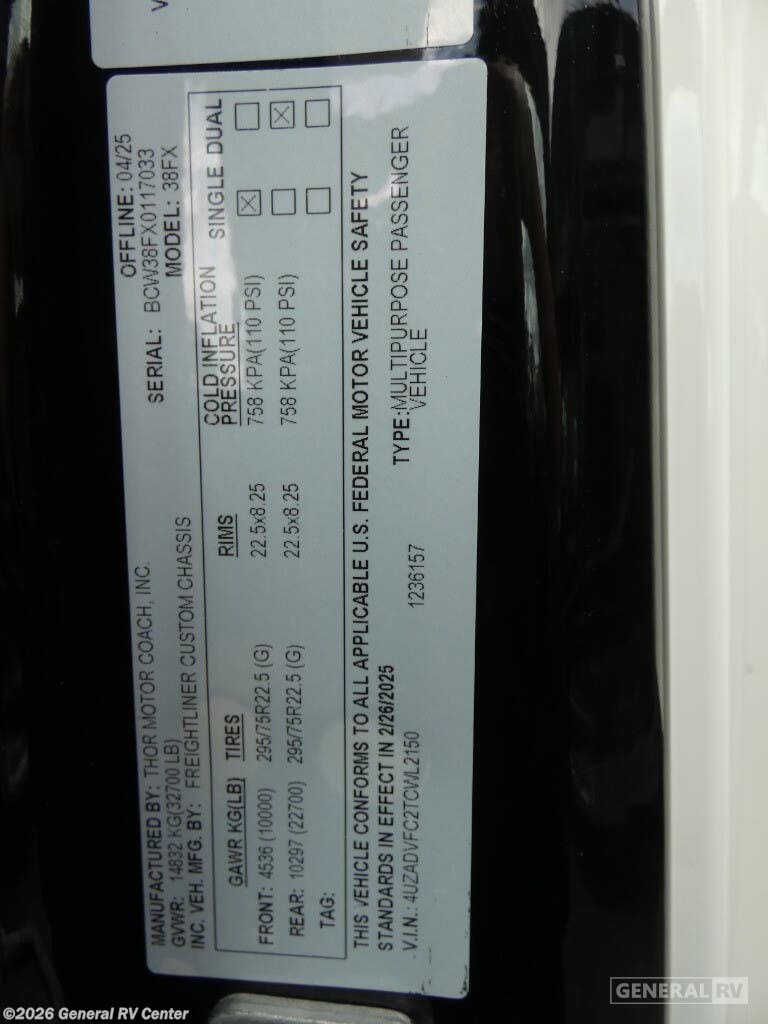 V
OFFLINE: 04/25
SERIAL: BCW38FX0117033
MODEL: 38FX
MANUFACTURED BY: THOR MOTOR COACH, INC.
GVWR: 14832 KG(32700 LB)
INC. VEH. MFG. BY: FREIGHTLINER CUSTOM CHASSIS
GAWR KG(LB) TIRES RIMS COLD INFLATION PRESSURE SINGLE DUAL
FRONT: 4536 (10000) 295/75R22.5 (G) 22.5x8.25 758 KPA(110 PSI) ☒ ☐
REAR: 10297 (22700) 295/75R22.5 (G) 22.5x8.25 758 KPA(110 PSI) ☐ ☒
TAG: ☐ ☐
THIS VEHICLE CONFORMS TO ALL APPLICABLE U.S. FEDERAL MOTOR VEHICLE SAFETY
STANDARDS IN EFFECT IN 2/26/2025
V.I.N.: 4UZADVFC2TCWL2150 1236157 TYPE:MULTIPURPOSE PASSENGER
VEHICLE
GENERAL RV
©2026 General RV Center